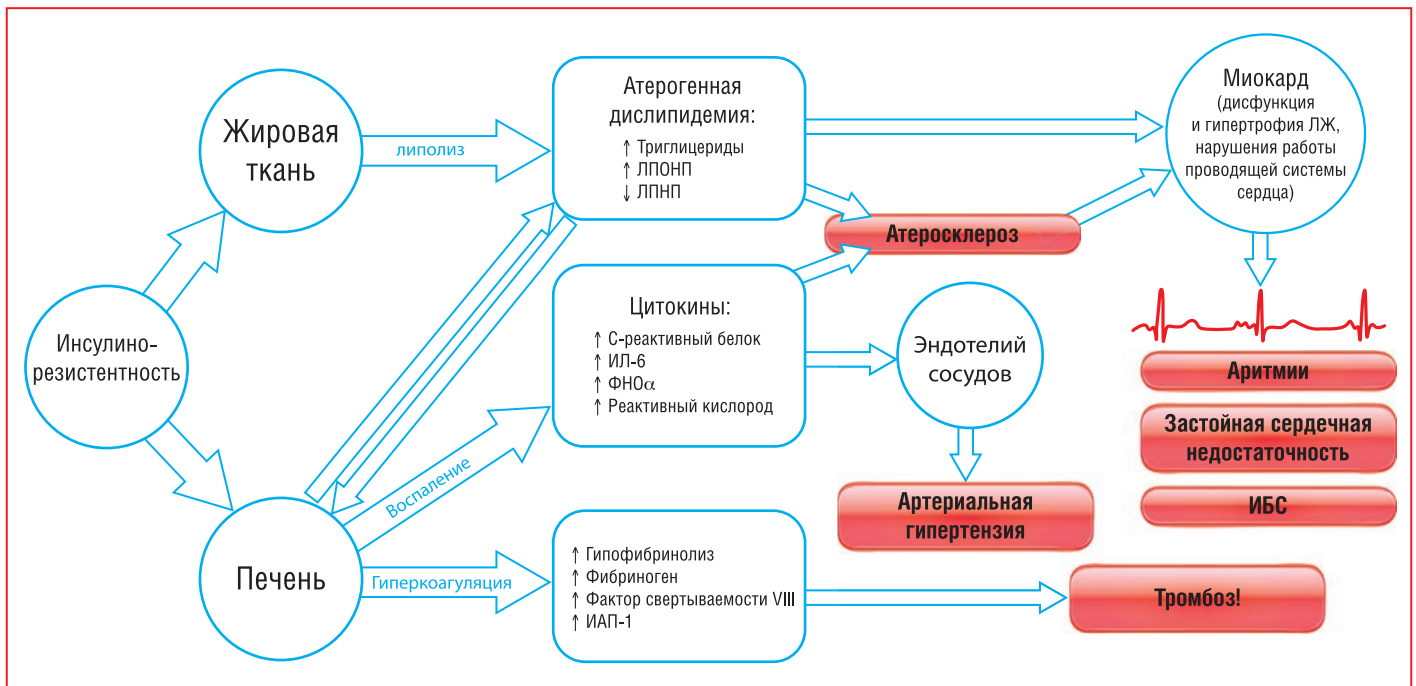 Инсулино-
резистентность
Жировая
ткань
липолиз
Печень
Воспаление
Гиперкоагуляция
Атерогенная
дислипидемия:
↑ Триглицериды
↑ ЛПОНП
↓ ЛПНП
Цитокины:
↑ С-реактивный белок
↑ ИЛ-6
↑ ФНОα
↑ Реактивный кислород
↑ Гипофибринолиз
↑ Фибриноген
↑ Фактор свертываемости VIII
↑ ИАП-1
Атеросклероз
Эндотелий
сосудов
Артериальная
гипертензия
Миокард
(дисфункция
и гипертрофия ЛЖ,
нарушения работы
проводящей системы
сердца)
Аритмии
Застойная сердечная
недостаточность
ИБС
Тромбоз!